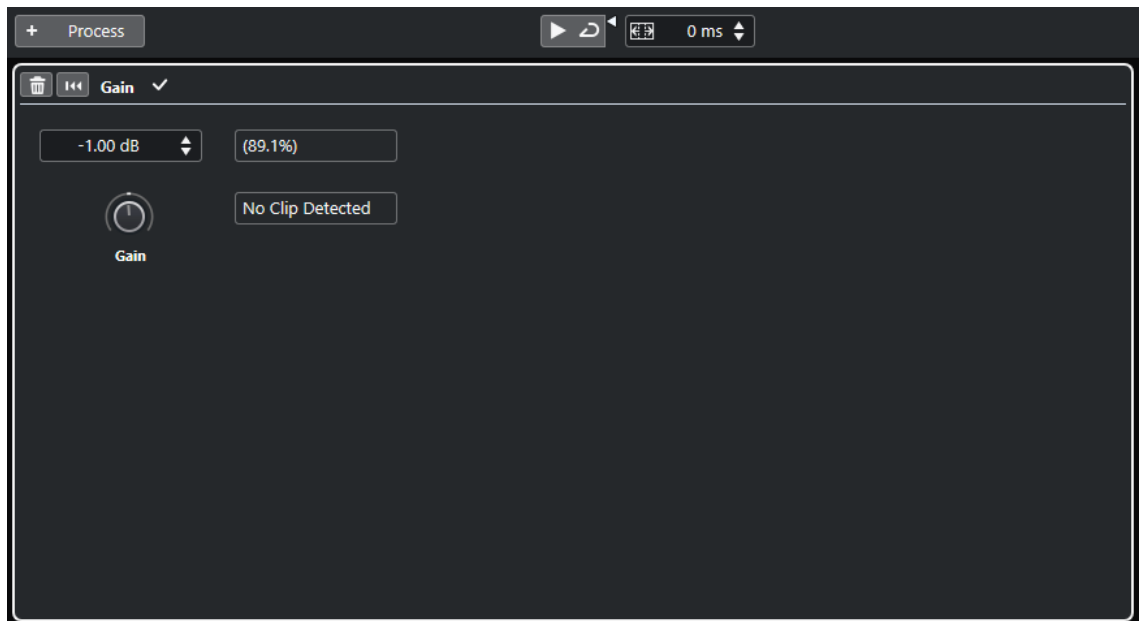 + Process
0 ms
Gain
-1.00 dB
(89.1%)
No Clip Detected
Gain